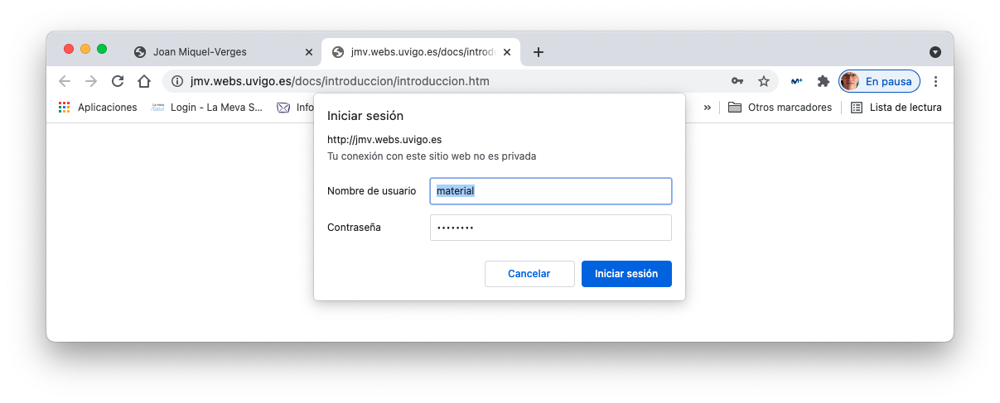 Joan Miquel-Verges
jmv.webs.uvigo.es/docs/introdu
jmv.webs.uvigo.es/docs/introduccion/introduccion.htm
En pausa
Aplicaciones
Login - La Meva S...
Info
»
Otros marcadores
Lista de lectura
Iniciar sesión
http://jmv.webs.uvigo.es
Tu conexión con este sitio web no es privada
Nombre de usuario
material
Contraseña
••••••••
Cancelar
Iniciar sesión